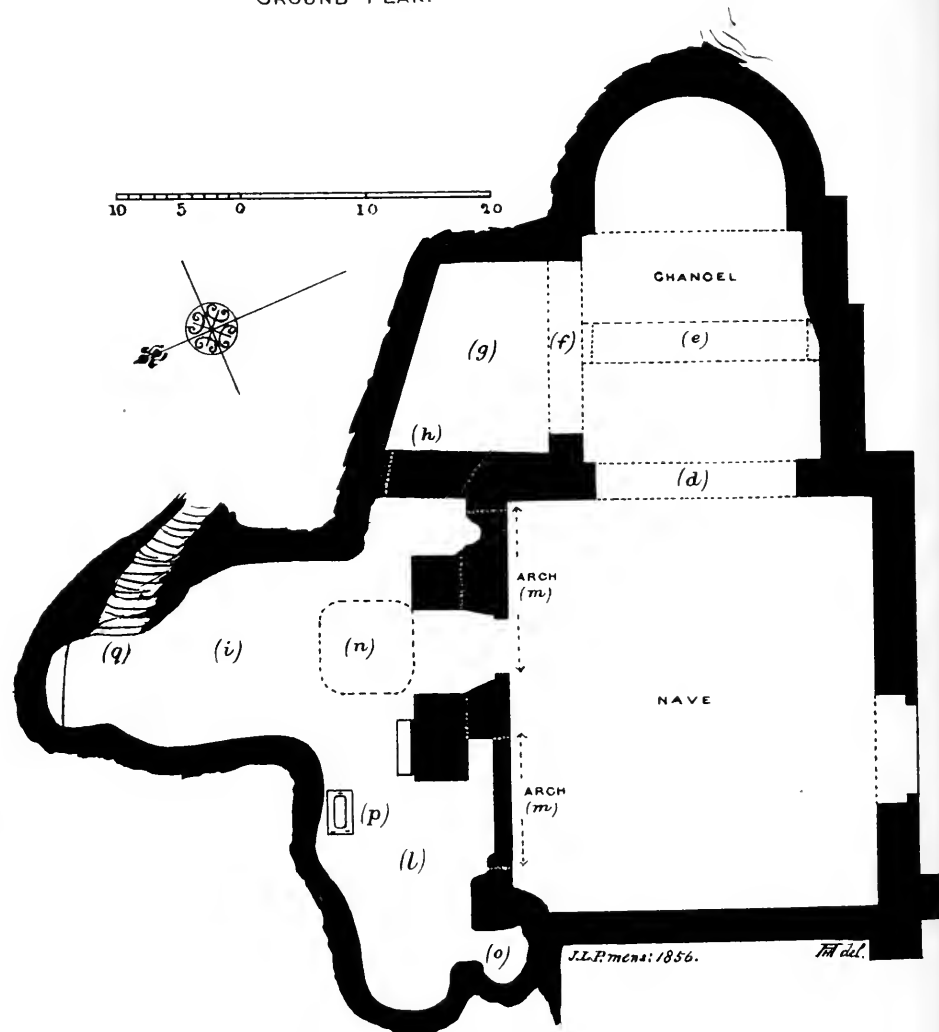 GROUND PLAN.
10 5 0 10 20
CHANCEL
(e)
(f)
(g)
(h)
(d)
ARCH
(m)
(q)
(i)
(n)
NAVE
ARCH
(m)
(p)
(l)
(o)
J.L.P. mens: 1856.
del.